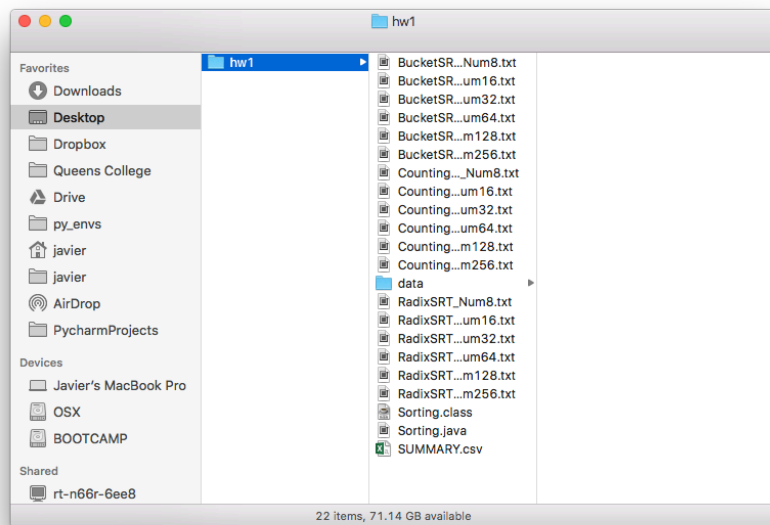 hw1
Favorites
Downloads
Desktop
Dropbox
Queens College
Drive
py_envs
javier
javier
AirDrop
PycharmProjects
Devices
Javier's MacBook Pro
OSX
BOOTCAMP
Shared
rt-n66r-6ee8
hw1
BucketSR...Num8.txt
BucketSR...um16.txt
BucketSR...um32.txt
BucketSR...um64.txt
BucketSR...m128.txt
BucketSR...m256.txt
Counting..._Num8.txt
Counting...um16.txt
Counting...um32.txt
Counting...um64.txt
Counting...m128.txt
Counting...m256.txt
data
RadixSRT_Num8.txt
RadixSRT...um16.txt
RadixSRT...um32.txt
RadixSRT...um64.txt
RadixSRT...m128.txt
RadixSRT...m256.txt
Sorting.class
Sorting.java
SUMMARY.csv
22 items, 71.14 GB available